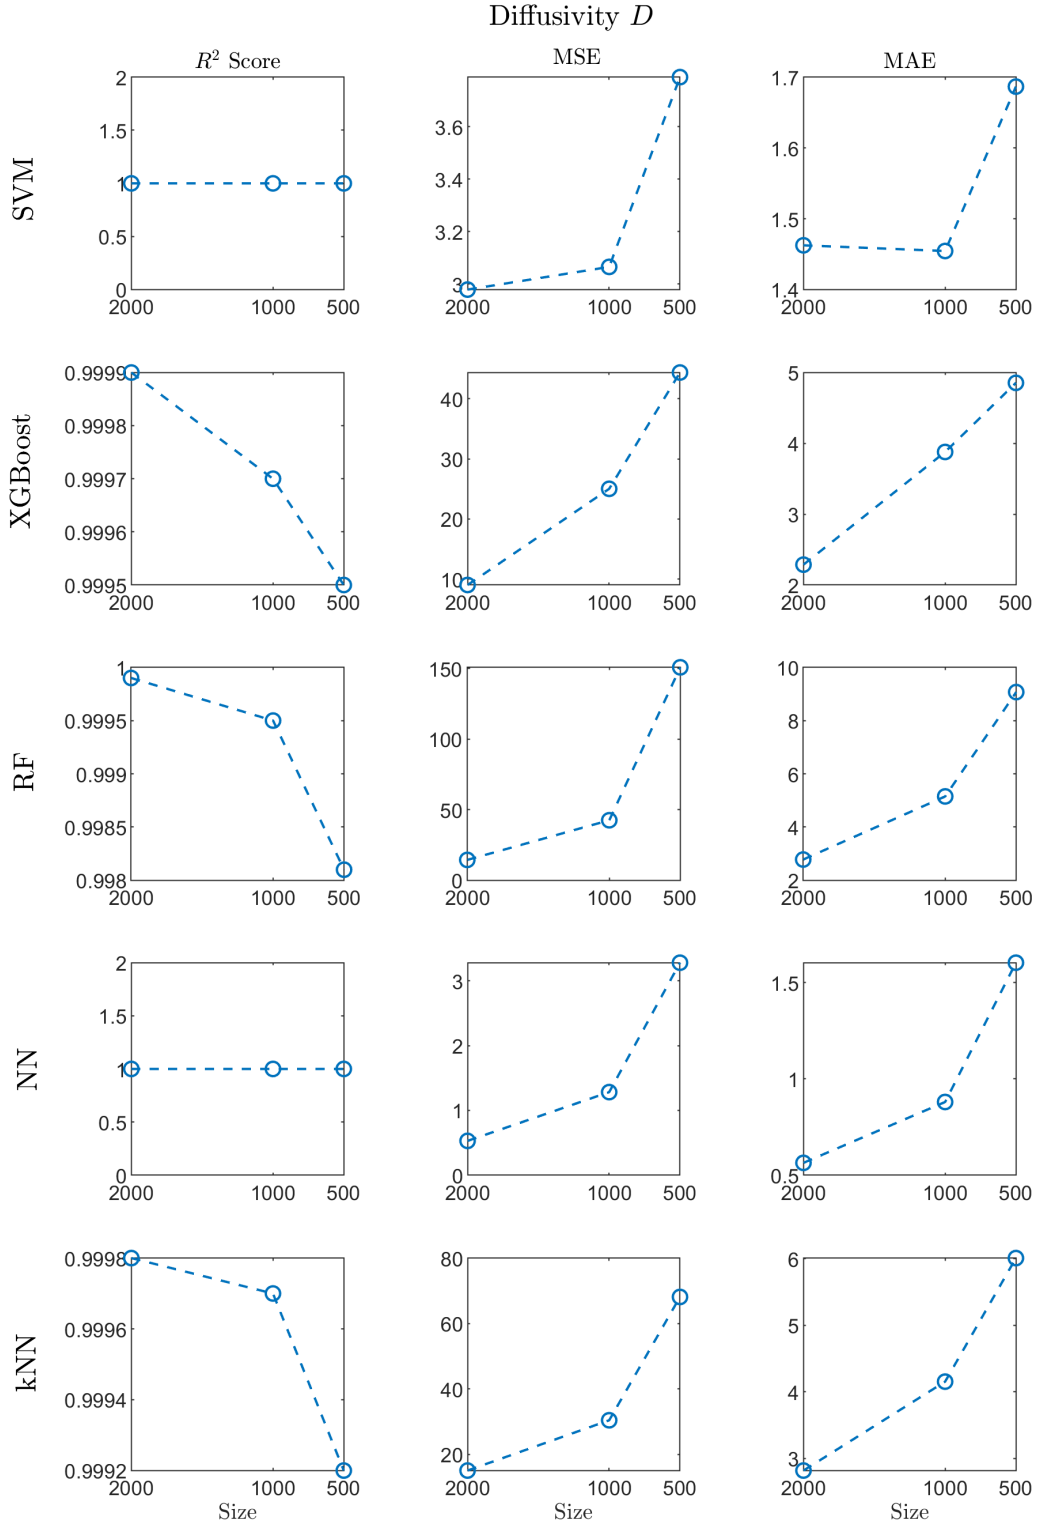 Diffusivity D
R² Score
MSE
MAE
SVM
2
1.5
1
0.5
0
2000 1000 500
3.6
3.4
3.2
3
2000 1000 500
1.7
1.6
1.5
1.4
2000 1000 500
XGBoost
0.9999
0.9998
0.9997
0.9996
0.9995
2000 1000 500
40
30
20
10
2000 1000 500
5
4
3
2
2000 1000 500
RF
1
0.9995
0.999
0.9985
0.998
2000 1000 500
150
100
50
0
2000 1000 500
10
8
6
4
2
2000 1000 500
NN
2
1.5
1
0.5
0
2000 1000 500
3
2
1
0
2000 1000 500
1.5
1
0.5
2000 1000 500
kNN
0.9998
0.9996
0.9994
0.9992
2000 1000 500
Size
80
60
40
20
2000 1000 500
Size
6
5
4
3
2000 1000 500
Size